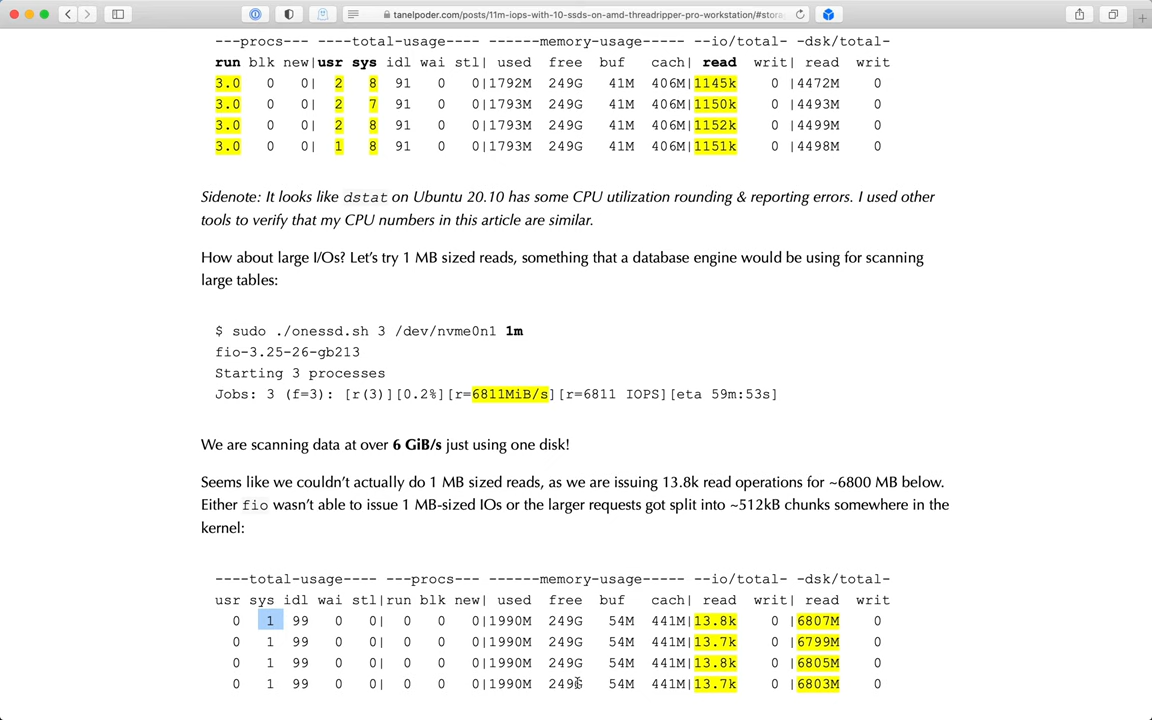 tanelpoder.com/posts/11m-iops-with-10-ssds-on-amd-threadripper-pro-workstation/#stora
---procs--- ----total-usage---- ------memory-usage----- --io/total- -dsk/total-
run blk new|usr sys idl wai stl| used free buf cach| read writ| read writ
3.0 0 0| 2 8 91 0 0|1792M 249G 41M 406M|1145k 0 |4472M 0
3.0 0 0| 2 7 91 0 0|1793M 249G 41M 406M|1150k 0 |4493M 0
3.0 0 0| 2 8 91 0 0|1793M 249G 41M 406M|1152k 0 |4499M 0
3.0 0 0| 1 8 91 0 0|1793M 249G 41M 406M|1151k 0 |4498M 0
Sidenote: It looks like dstat on Ubuntu 20.10 has some CPU utilization rounding & reporting errors. I used other
tools to verify that my CPU numbers in this article are similar.
How about large I/Os? Let's try 1 MB sized reads, something that a database engine would be using for scanning
large tables:
$ sudo ./onessd.sh 3 /dev/nvme0n1 1m
fio-3.25-26-gb213
Starting 3 processes
Jobs: 3 (f=3): [r(3)][0.2%][r=6811MiB/s][r=6811 IOPS][eta 59m:53s]
We are scanning data at over 6 GiB/s just using one disk!
Seems like we couldn't actually do 1 MB sized reads, as we are issuing 13.8k read operations for ~6800 MB below.
Either fio wasn't able to issue 1 MB-sized IOs or the larger requests got split into ~512kB chunks somewhere in the
kernel:
----total-usage---- ---procs--- ------memory-usage----- --io/total- -dsk/total-
usr sys idl wai stl|run blk new| used free buf cach| read writ| read writ
0 1 99 0 0| 0 0 0|1990M 249G 54M 441M|13.8k 0 |6807M 0
0 1 99 0 0| 0 0 0|1990M 249G 54M 441M|13.7k 0 |6799M 0
0 1 99 0 0| 0 0 0|1990M 249G 54M 441M|13.8k 0 |6805M 0
0 1 99 0 0| 0 0 0|1990M 249G 54M 441M|13.7k 0 |6803M 0